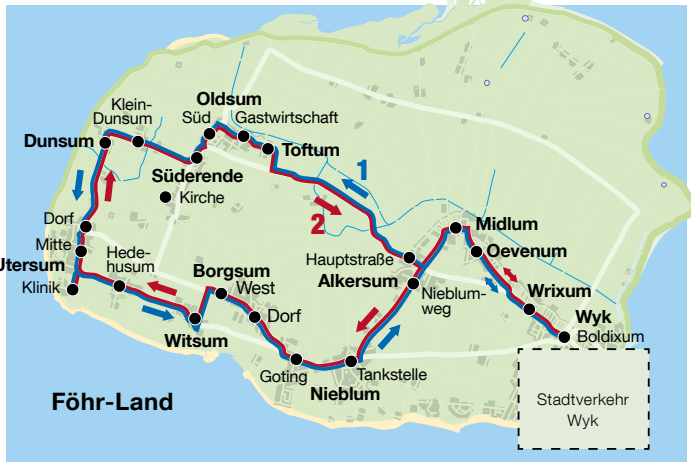 Oldsum
Klein-
Dunsum
Süd
Gastwirtschaft
Dunsum
Toftum
Süderende
Kirche
1
2
Dorf
Mitte
Utersum
Klinik
Hede-
husum
Borgsum
West
Dorf
Witsum
Goting
Nieblum
Tankstelle
Hauptstraße
Alkersum
Nieblum-
weg
Midlum
Oevenum
Wrixum
Wyk
Boldixum
Föhr-Land
Stadtverkehr
Wyk